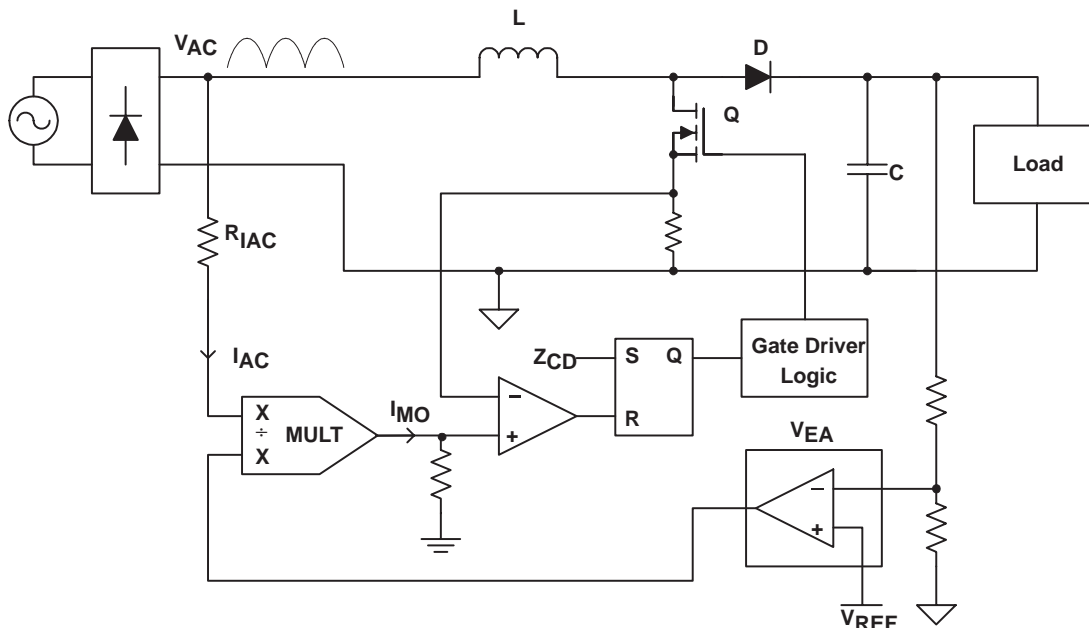 L
VAC
D
Q
C
Load
RIAC
IAC
ZCD
S Q
R
Gate Driver
Logic
IMO
X
÷
X
MULT
−
+
VEA
−
+
VREF